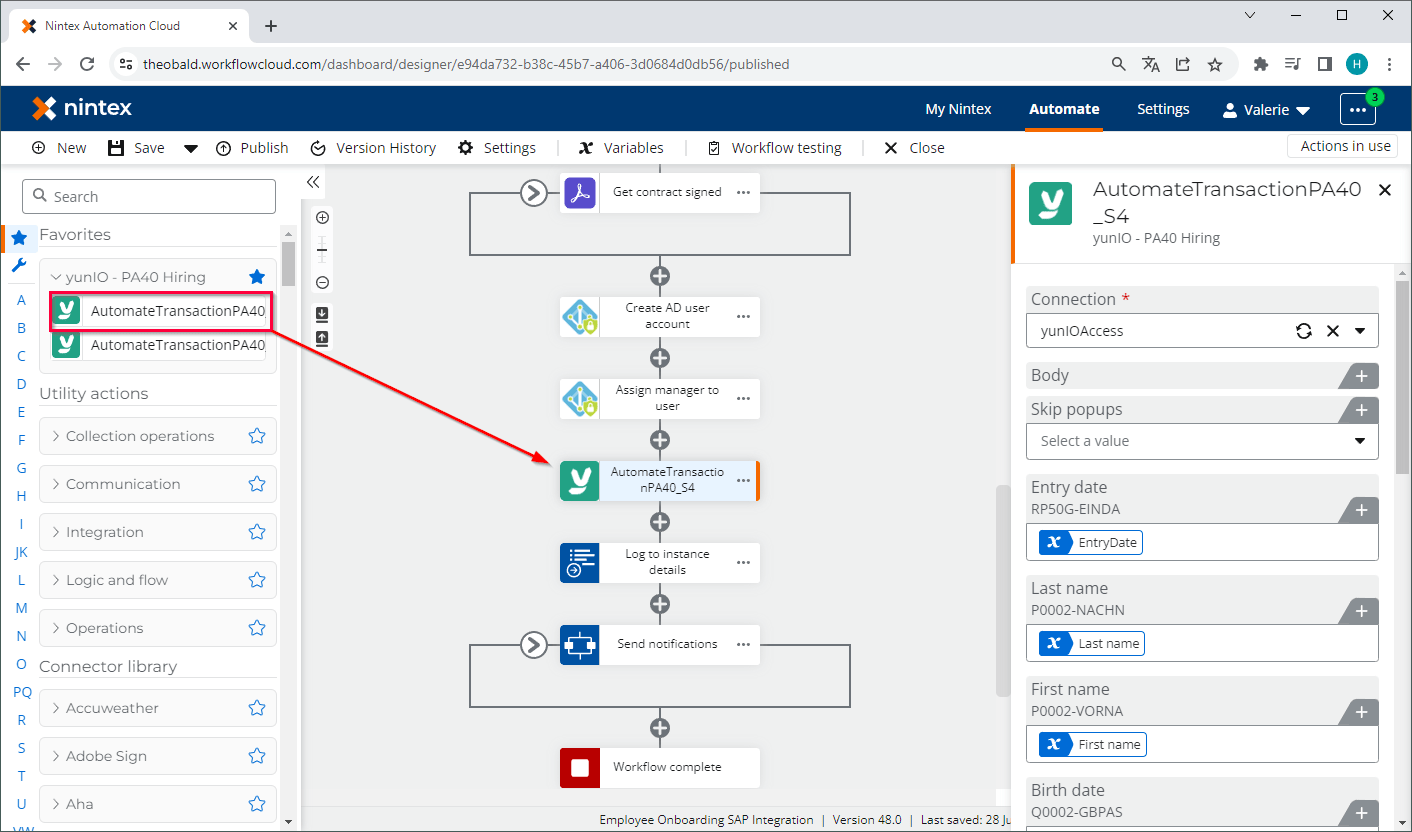 Nintex Automation Cloud
theobald.workflowcloud.com/dashboard/designer/e94da732-b38c-45b7-a406-3d0684d0db56/published
H
nintex
My Nintex
Automate
Settings
Valerie
3
New
Save
Publish
Version History
Settings
Variables
Workflow testing
Close
Actions in use
Search
Favorites
yunIO - PA40 Hiring
AutomateTransactionPA40_
AutomateTransactionPA40_
Utility actions
Collection operations
Communication
Integration
Logic and flow
Operations
Connector library
Accuweather
Adobe Sign
Aha
A
B
C
D
E
F
G
H
I
JK
L
M
N
O
PQ
R
S
T
U
VW
Get contract signed
Create AD user
account
Assign manager to
user
AutomateTransactio
nPA40_S4
Log to instance
details
Send notifications
Workflow complete
Employee Onboarding SAP Integration | Version 48.0 | Last saved: 28 Ju
AutomateTransactionPA40
_S4
yunIO - PA40 Hiring
Connection *
yunIOAccess
Body
Skip popups
Select a value
Entry date
RP50G-EINDA
EntryDate
Last name
P0002-NACHN
Last name
First name
P0002-VORNA
First name
Birth date
Q0002-GBPAS